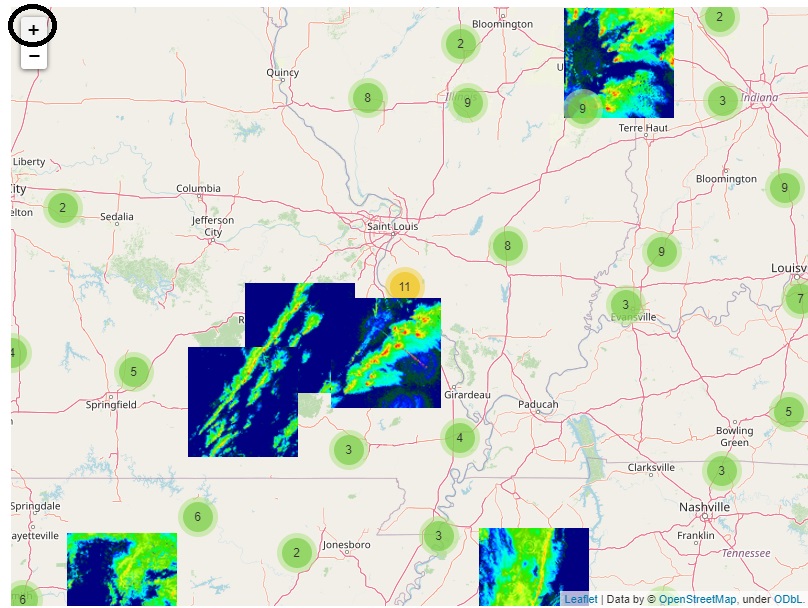 +
−
2
Bloomington
2
Quincy
8
Illinois
9
U
9
3
Indiana
Terre Haut
Liberty
ity
elton
2
Sedalia
Columbia
Jefferson
City
Saint Louis
8
Bloomington
9
9
Louisv
11
3
Evansville
7
R
4
5
Springfield
Girardeau
Paducah
5
Bowling
Green
3
4
Clarksville
3
Springdale
ayetteville
6
Nashville
Franklin
Tennessee
2
Jonesboro
3
6
mith
Leaflet | Data by © OpenStreetMap, under ODbL.